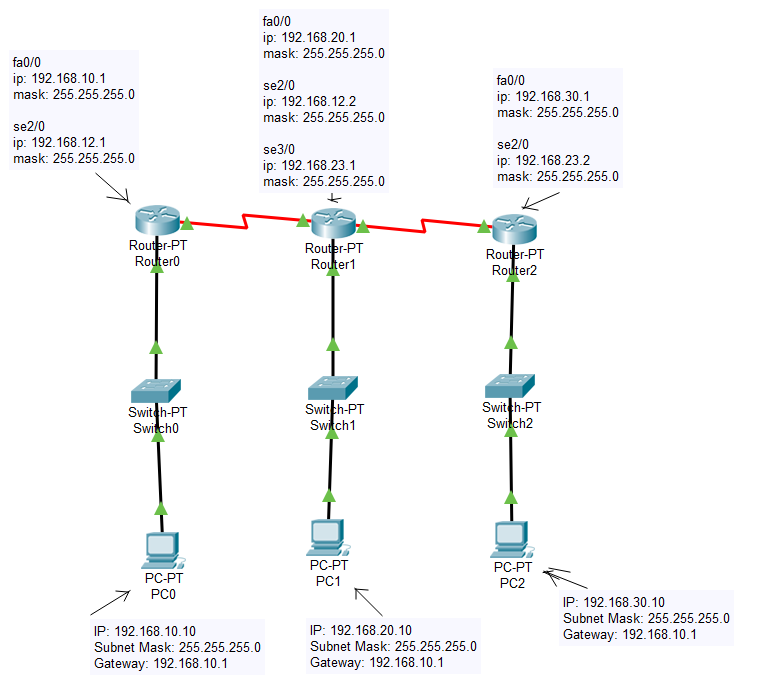 fa0/0
ip: 192.168.10.1
mask: 255.255.255.0
se2/0
ip: 192.168.12.1
mask: 255.255.255.0
fa0/0
ip: 192.168.20.1
mask: 255.255.255.0
se2/0
ip: 192.168.12.2
mask: 255.255.255.0
se3/0
ip: 192.168.23.1
mask: 255.255.255.0
fa0/0
ip: 192.168.30.1
mask: 255.255.255.0
se2/0
ip: 192.168.23.2
mask: 255.255.255.0
Router-PT
Router0
Router-PT
Router1
Router-PT
Router2
Switch-PT
Switch0
Switch-PT
Switch1
Switch-PT
Switch2
PC-PT
PC0
PC-PT
PC1
PC-PT
PC2
IP: 192.168.10.10
Subnet Mask: 255.255.255.0
Gateway: 192.168.10.1
IP: 192.168.20.10
Subnet Mask: 255.255.255.0
Gateway: 192.168.10.1
IP: 192.168.30.10
Subnet Mask: 255.255.255.0
Gateway: 192.168.10.1